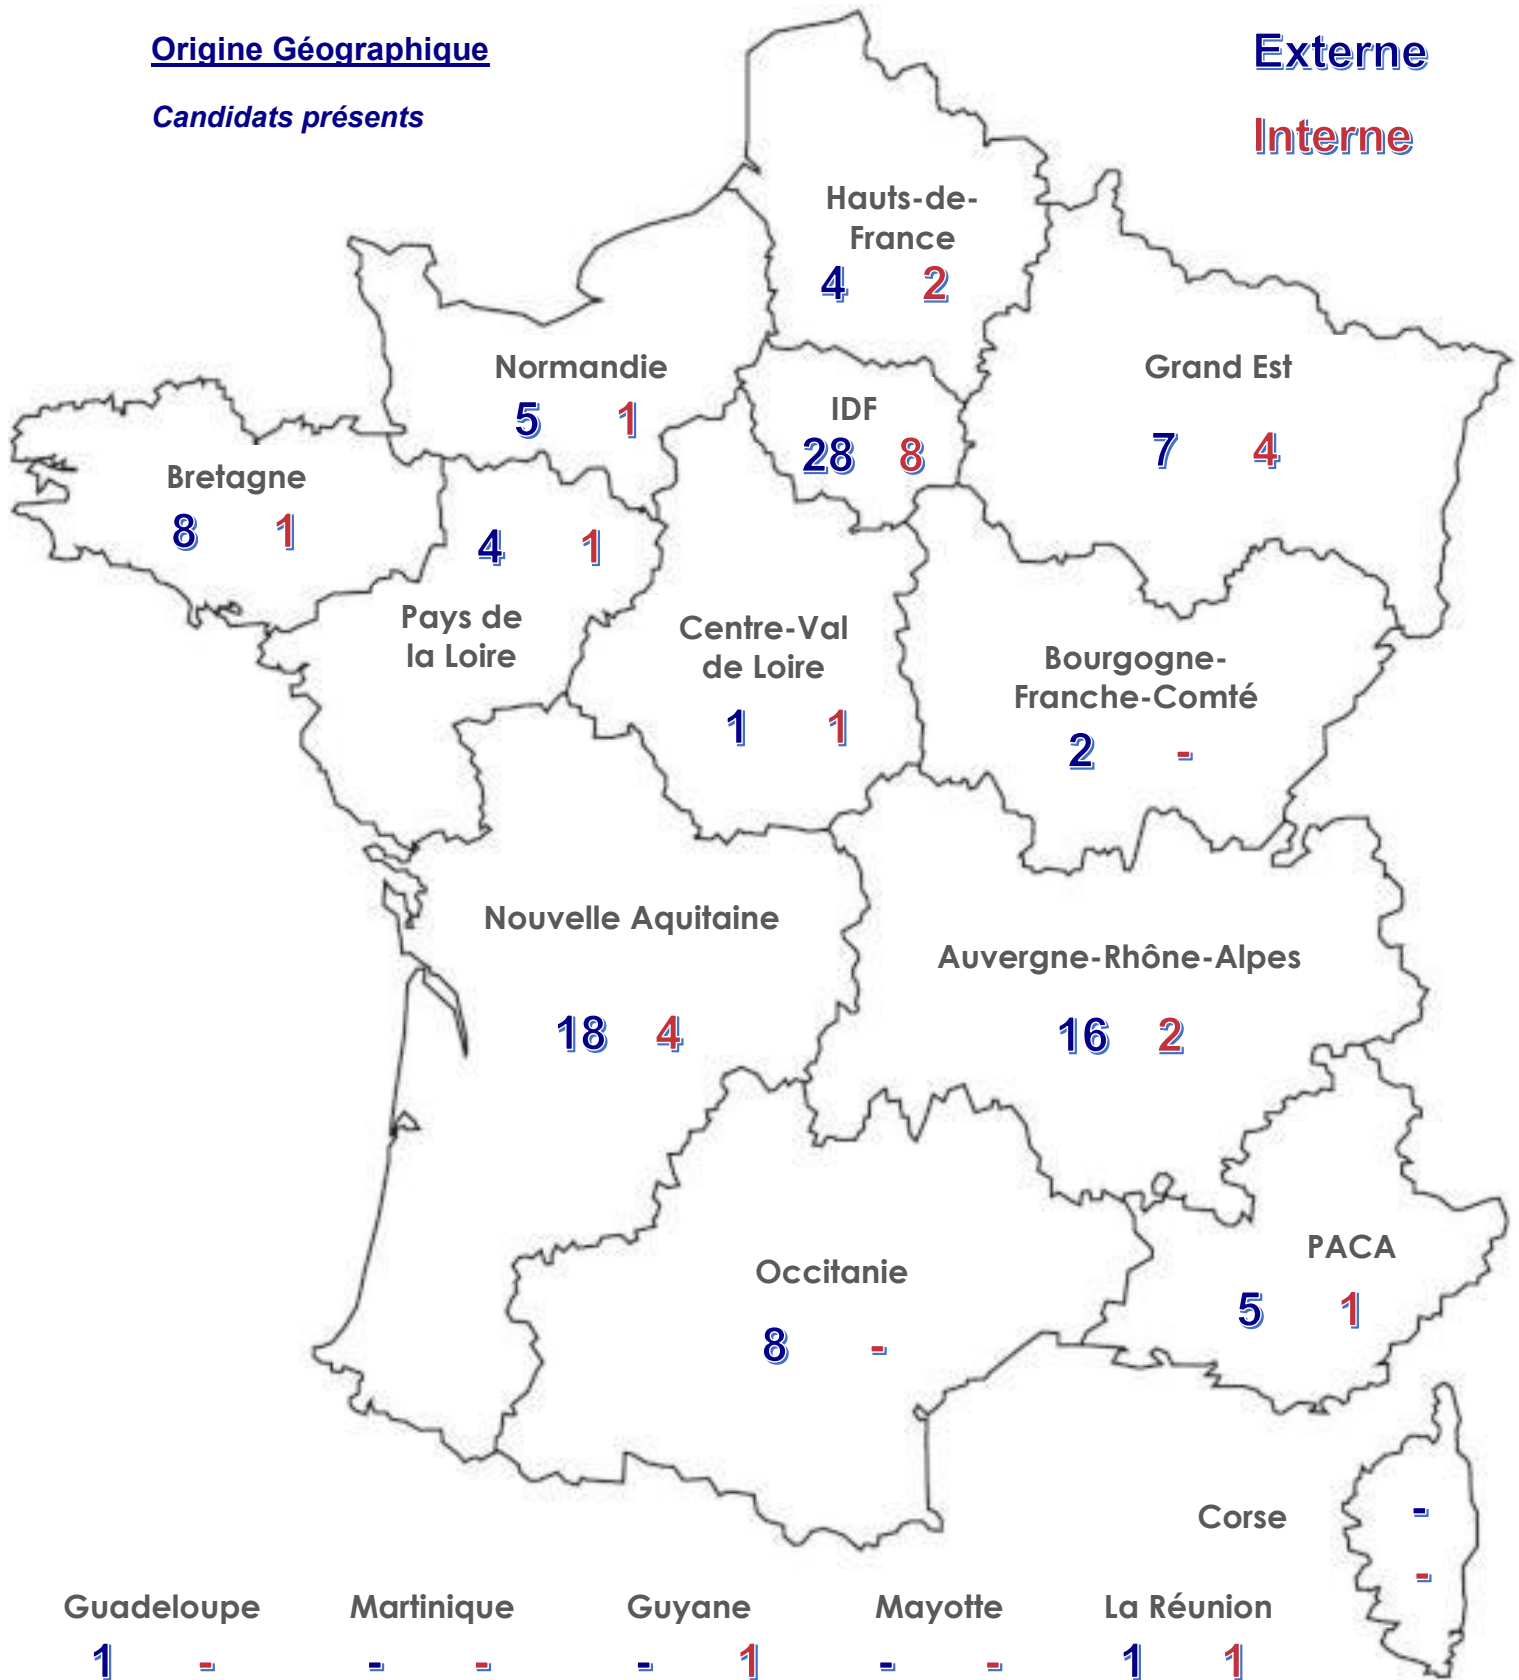 Origine Géographique
Candidats présents
Externe
Interne
Hauts-de-
France
4 2
Normandie
5 1
IDF
28 8
Grand Est
7 4
Bretagne
8 1
4 1
Pays de
la Loire
Centre-Val
de Loire
1 1
Bourgogne-
Franche-Comté
2 -
Nouvelle Aquitaine
18 4
Auvergne-Rhône-Alpes
16 2
Occitanie
8 -
PACA
5 1
Corse
-
-
Guadeloupe Martinique Guyane Mayotte La Réunion
1 - - - - 1 - - 1 1